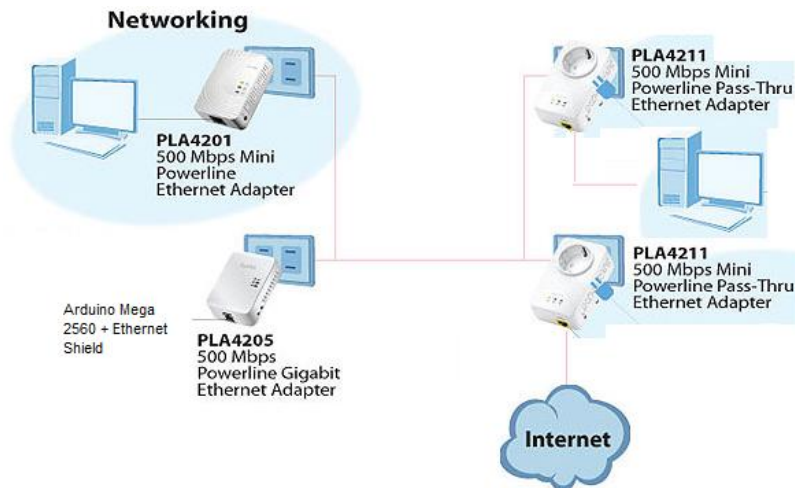 Networking
PLA4201
500 Mbps Mini
Powerline
Ethernet Adapter
PLA4211
500 Mbps Mini
Powerline Pass-Thru
Ethernet Adapter
Arduino Mega
2560 + Ethernet
Shield
PLA4205
500 Mbps
Powerline Gigabit
Ethernet Adapter
PLA4211
500 Mbps Mini
Powerline Pass-Thru
Ethernet Adapter
Internet